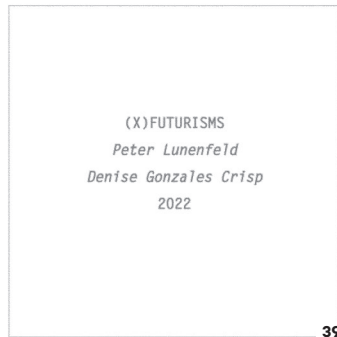 (X)FUTURISMS
Peter Lunenfeld
Denise Gonzales Crisp
2022
39